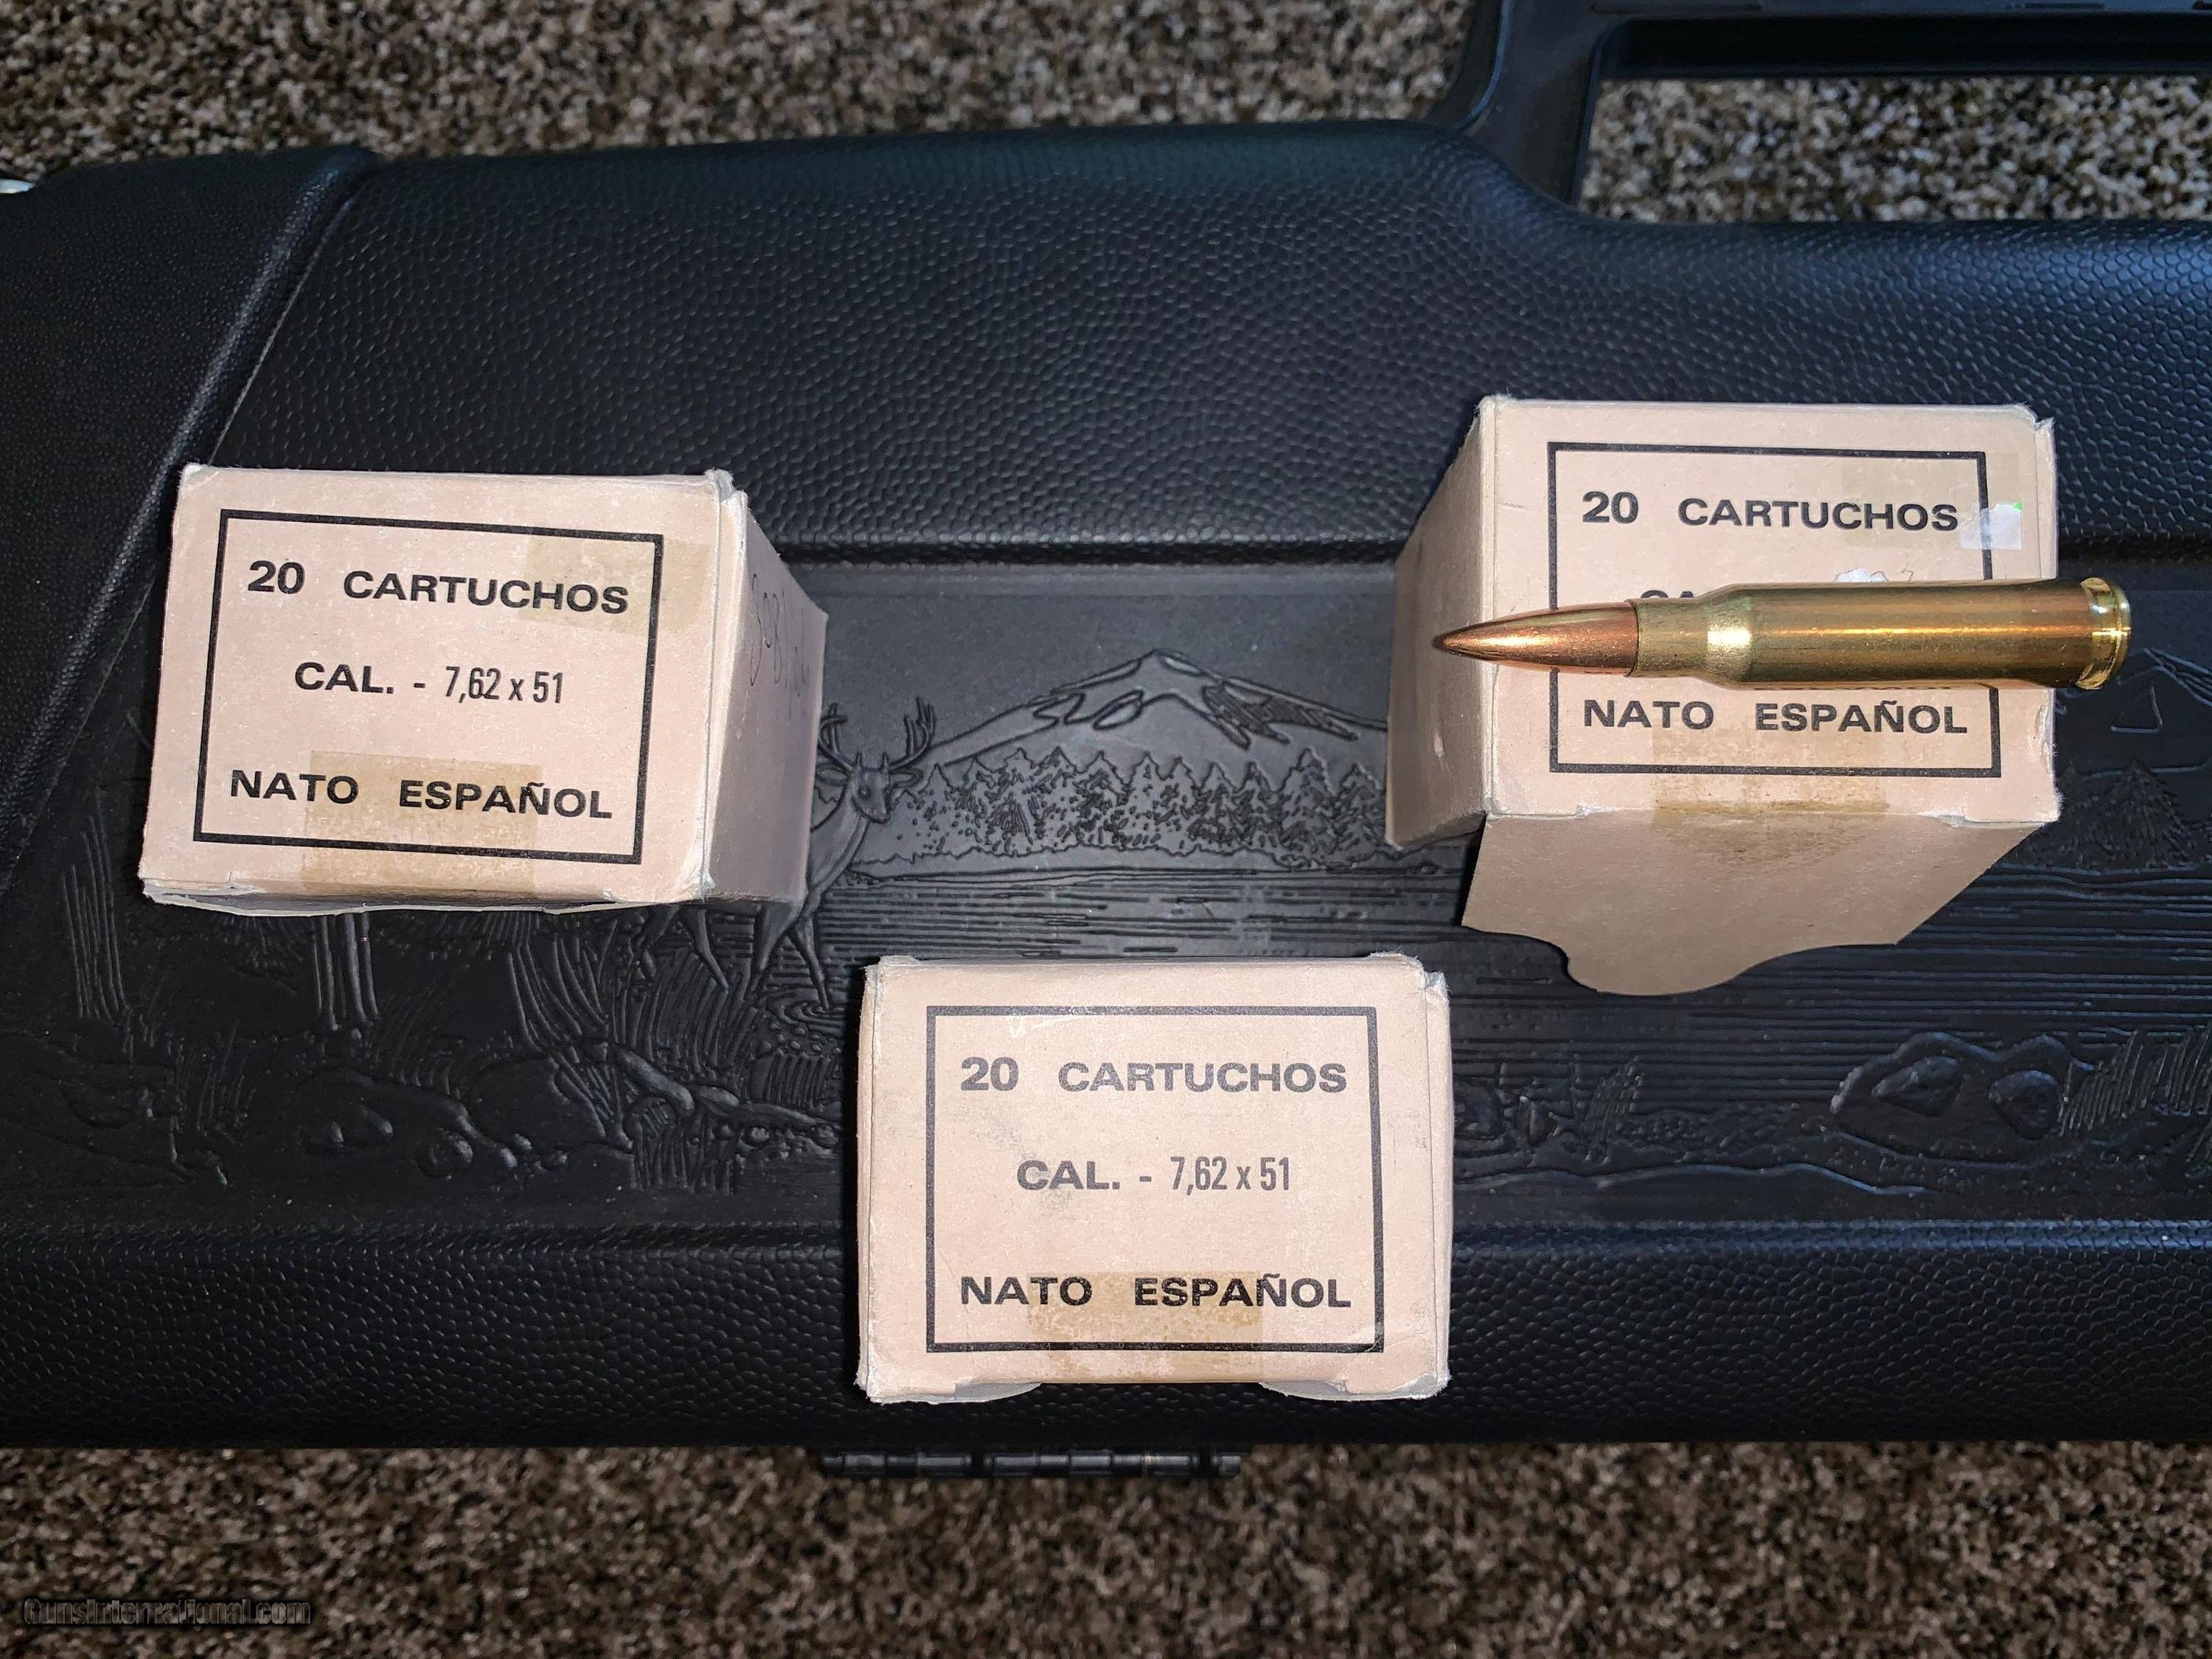 20 CARTUCHOS
CAL. - 7,62 x 51
NATO ESPAÑOL
20 CARTUCHOS
NATO ESPAÑOL
20 CARTUCHOS
CAL. - 7,62 x 51
NATO ESPAÑOL
GunsInternational.com